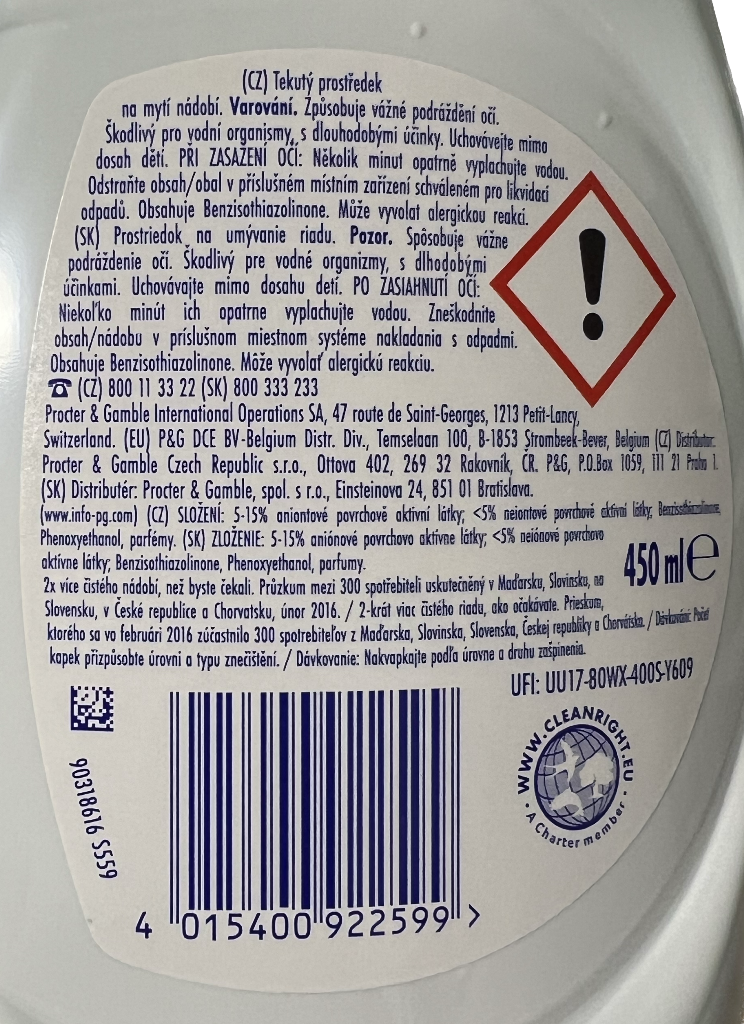 (CZ) Tekutý prostředek
na mytí nádobí. Varování. Způsobuje vážné podráždění očí.
Škodlivý pro vodní organismy, s dlouhodobými účinky. Uchovávejte mimo
dosah dětí. PŘI ZASAŽENÍ OČÍ: Několik minut opatrně vyplachujte vodou.
Odstraňte obsah/obal v příslušném místním zařízení schváleném pro likvidaci
odpadů. Obsahuje Benzisothiazolinone. Může vyvolat alergickou reakci.
(SK) Prostriedok na umývanie riadu. Pozor. Spôsobuje vážne
podráždenie očí. Škodlivý pre vodné organizmy, s dlhodobými
účinkami. Uchovávajte mimo dosahu detí. PO ZASIAHNUTÍ OČÍ:
Niekoľko minút ich opatrne vyplachujte vodou. Zneškodnite
obsah/nádobu v príslušnom miestnom systéme nakladania s odpadmi.
Obsahuje Benzisothiazolinone. Môže vyvolať alergickú reakciu.
☎ (CZ) 800 11 33 22 (SK) 800 333 233
Procter & Gamble International Operations SA, 47 route de Saint-Georges, 1213 Petit-Lancy,
Switzerland. (EU) P&G DCE BV-Belgium Distr. Div., Temselaan 100, B-1853 Strombeek-Bever, Belgium (CZ) Distributor:
Procter & Gamble Czech Republic s.r.o., Ottova 402, 269 32 Rakovník, ČR. P&G, P.O.Box 1059, 111 21 Praha 1.
(SK) Distribútér: Procter & Gamble, spol. s r.o., Einsteinova 24, 851 01 Bratislava.
(www.info-pg.com) (CZ) SLOŽENÍ: 5-15% aniontové povrchově aktivní látky; <5% neiontové povrchově aktivní látky; Benzisothiazolinone,
Phenoxyethanol, parfémy. (SK) ZLOŽENIE: 5-15% aniónové povrchovo aktívne látky; <5% neiónové povrchovo
aktívne látky; Benzisothiazolinone, Phenoxyethanol, parfumy.
450 ml ℮
2x více čistého nádobí, než byste čekali. Průzkum mezi 300 spotřebiteli uskutečněný v Maďarsku, Slovinsku, na
Slovensku, v České republice a Chorvatsku, únor 2016. / 2-krát viac čistého riadu, ako očakávate. Prieskum,
ktorého sa vo februári 2016 zúčastnilo 300 spotrebiteľov z Maďarska, Slovinska, Slovenska, Českej republiky a Chorvátska. / Dávkování: Počet
kapek přizpůsobte úrovni a typu znečištění. / Dávkovanie: Nakvapkajte podľa úrovne a druhu zašpinenia.
UFI: UU17-80WX-400S-Y609
90318616 S559
WWW.CLEANRIGHT.EU
• A Charter member •
4 015400 922599 >